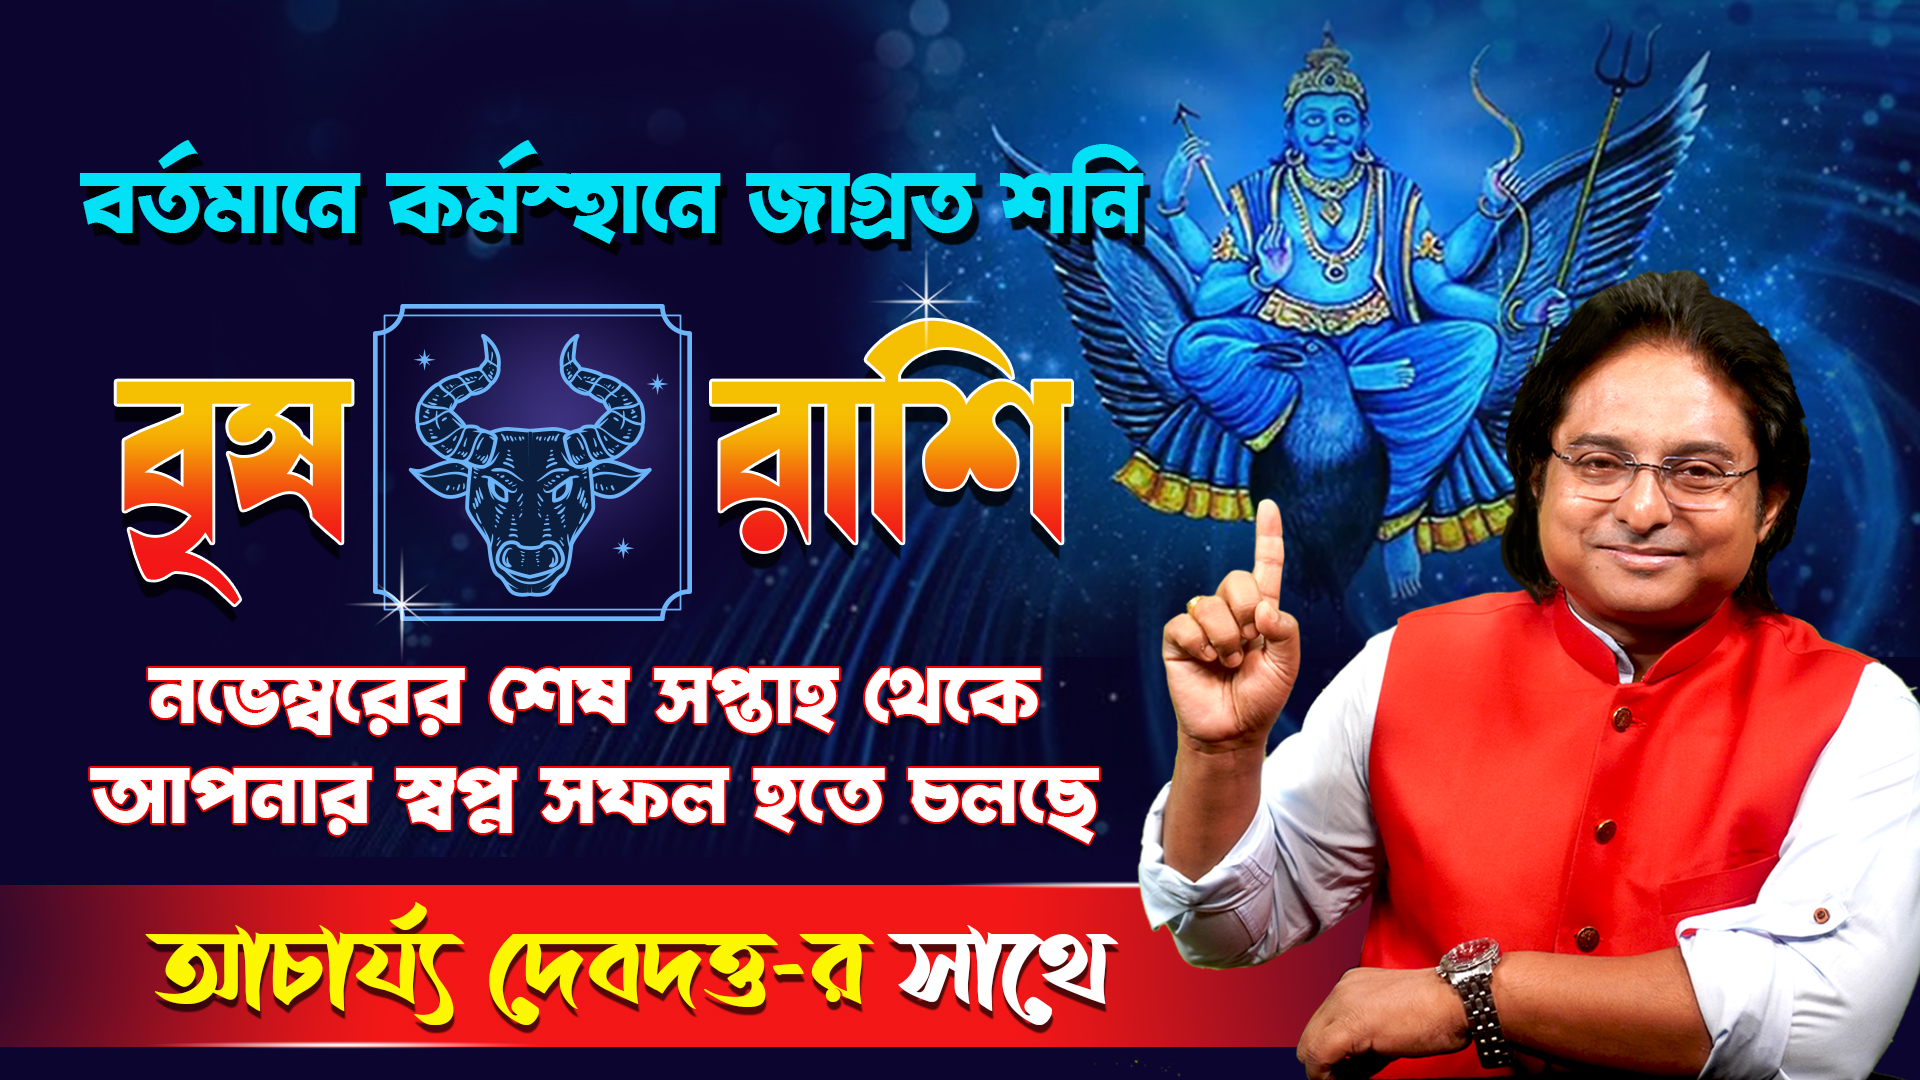 বর্তমানে কর্মস্হানে জাগ্রত শনি
বৃষ রাশি
নভেম্বরের শেষ সপ্তাহ থেকে
আপনার স্বপ্ন সফল হতে চলছে
আচার্য্য দেবদত্ত-র সাথে